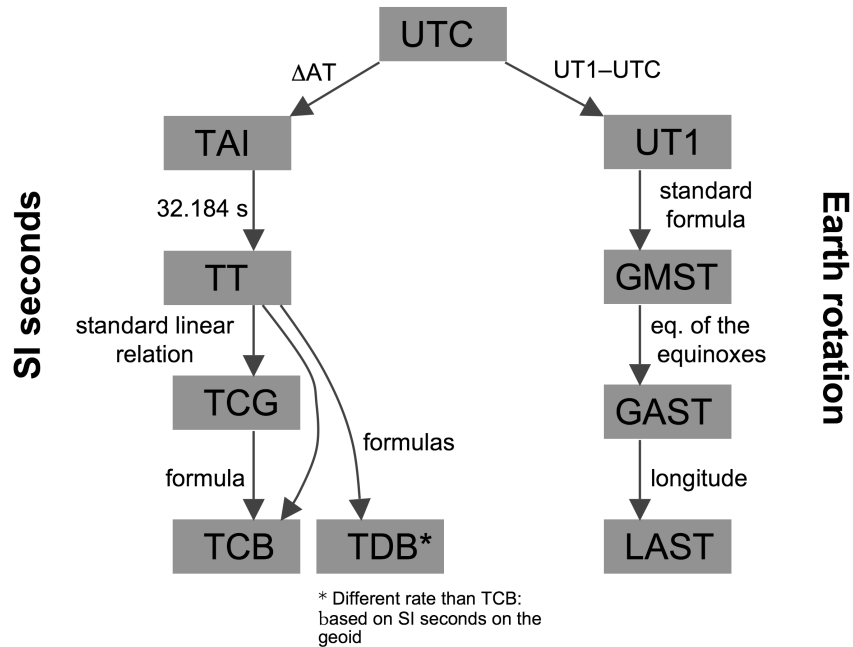 UTC
ΔAT
UT1–UTC
TAI
UT1
32.184 s
standard
formula
SI seconds
Earth rotation
TT
GMST
standard linear
relation
eq. of the
equinoxes
TCG
GAST
formulas
formula
longitude
TCB
TDB*
LAST
* Different rate than TCB:
based on SI seconds on the
geoid